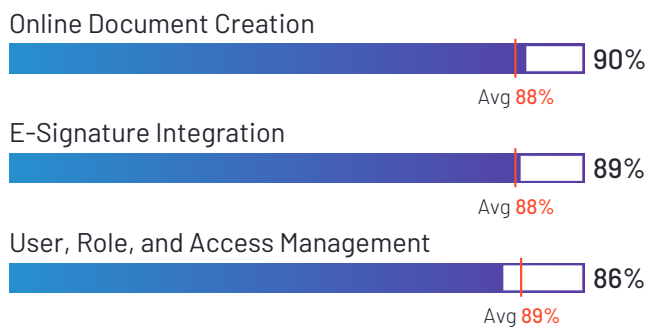 Online Document Creation
90%
Avg 88%
E-Signature Integration
89%
Avg 88%
User, Role, and Access Management
86%
Avg 89%